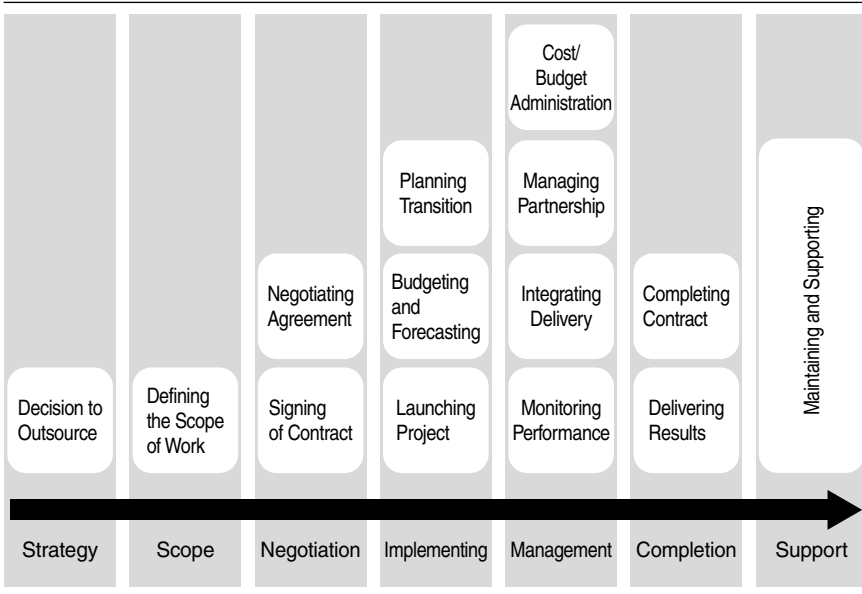 Cost/
Budget
Administration
Planning
Transition
Managing
Partnership
Negotiating
Agreement
Budgeting
and
Forecasting
Integrating
Delivery
Completing
Contract
Maintaining and Supporting
Decision to
Outsource
Defining
the Scope
of Work
Signing
of Contract
Launching
Project
Monitoring
Performance
Delivering
Results
Strategy
Scope
Negotiation
Implementing
Management
Completion
Support